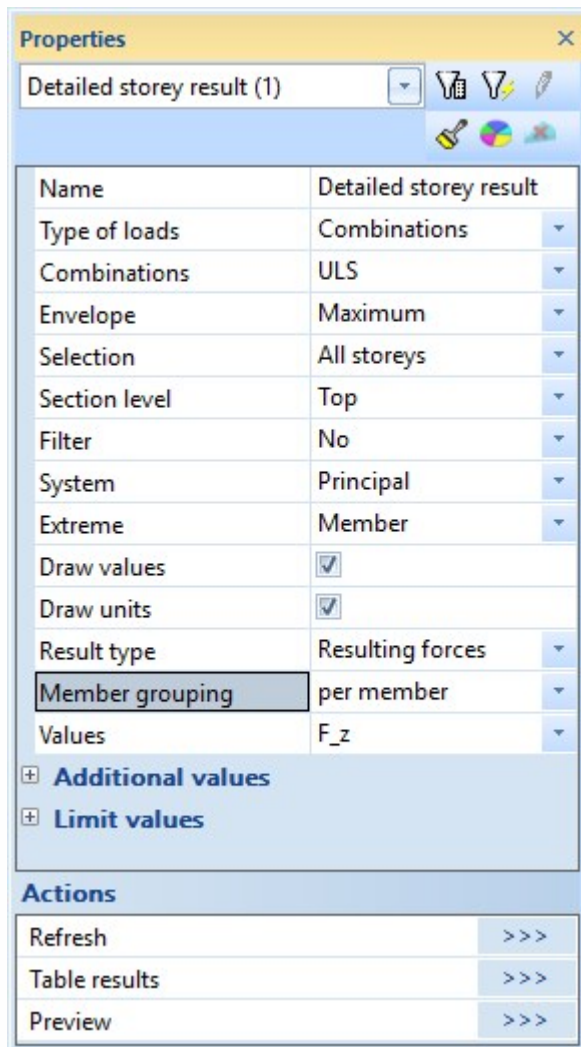 Properties
Detailed storey result (1)
Name Detailed storey result
Type of loads Combinations
Combinations ULS
Envelope Maximum
Selection All storeys
Section level Top
Filter No
System Principal
Extreme Member
Draw values
Draw units
Result type Resulting forces
Member grouping per member
Values F_z
Additional values
Limit values
Actions
Refresh >>>
Table results >>>
Preview >>>